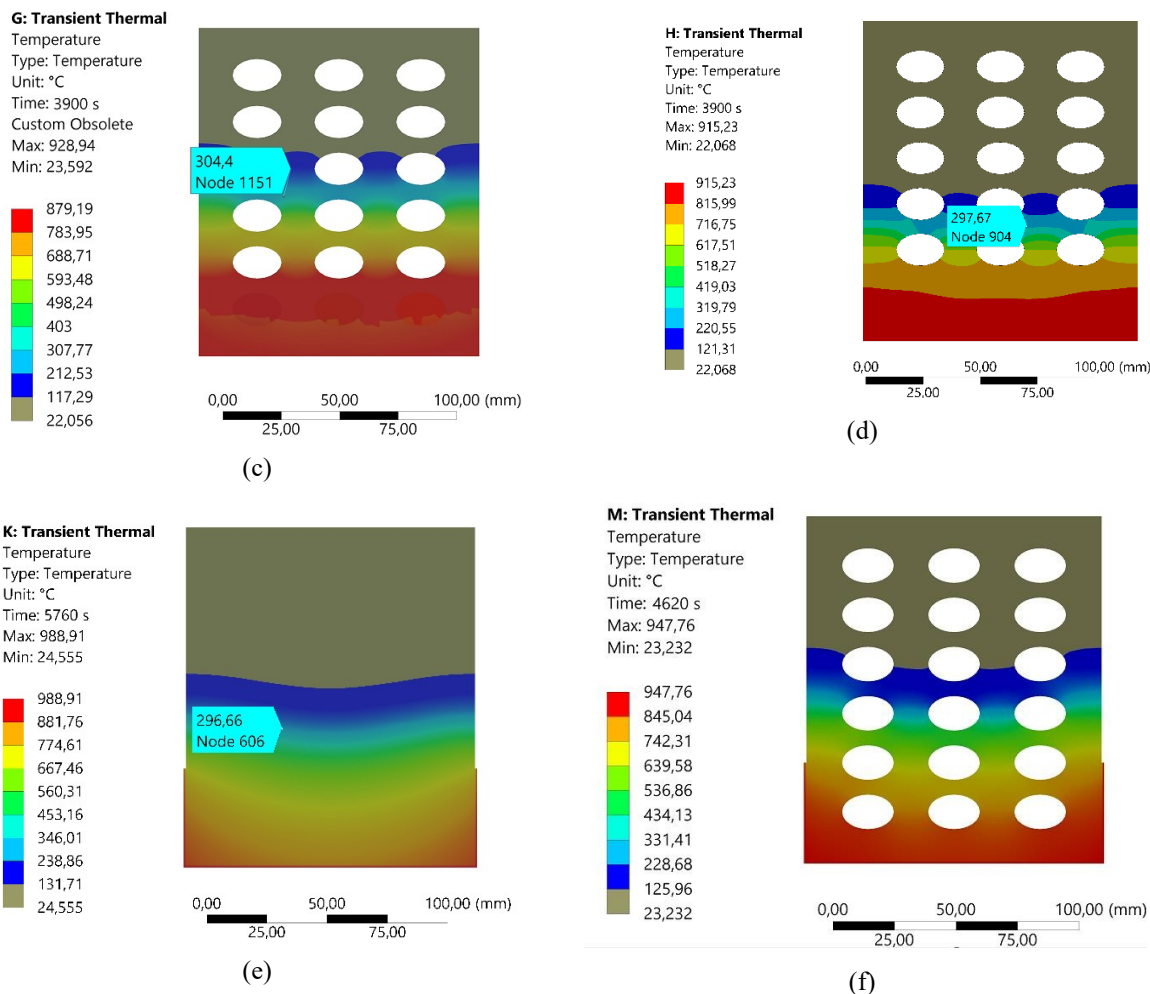 G: Transient Thermal
Temperature
Type: Temperature
Unit: °C
Time: 3900 s
Custom Obsolete
Max: 928,94
Min: 23,592
879,19
783,95
688,71
593,48
498,24
403
307,77
212,53
117,29
22,056
304,4
Node 1151
0,00 50,00 100,00 (mm)
25,00 75,00
(c)
H: Transient Thermal
Temperature
Type: Temperature
Unit: °C
Time: 3900 s
Max: 915,23
Min: 22,068
915,23
815,99
716,75
617,51
518,27
419,03
319,79
220,55
121,31
22,068
297,67
Node 904
0,00 50,00 100,00 (mm)
25,00 75,00
(d)
K: Transient Thermal
Temperature
Type: Temperature
Unit: °C
Time: 5760 s
Max: 988,91
Min: 24,555
988,91
881,76
774,61
667,46
560,31
453,16
346,01
238,86
131,71
24,555
296,66
Node 606
0,00 50,00 100,00 (mm)
25,00 75,00
(e)
M: Transient Thermal
Temperature
Type: Temperature
Unit: °C
Time: 4620 s
Max: 947,76
Min: 23,232
947,76
845,04
742,31
639,58
536,86
434,13
331,41
228,68
125,96
23,232
0,00 50,00 100,00 (mm)
25,00 75,00
(f)